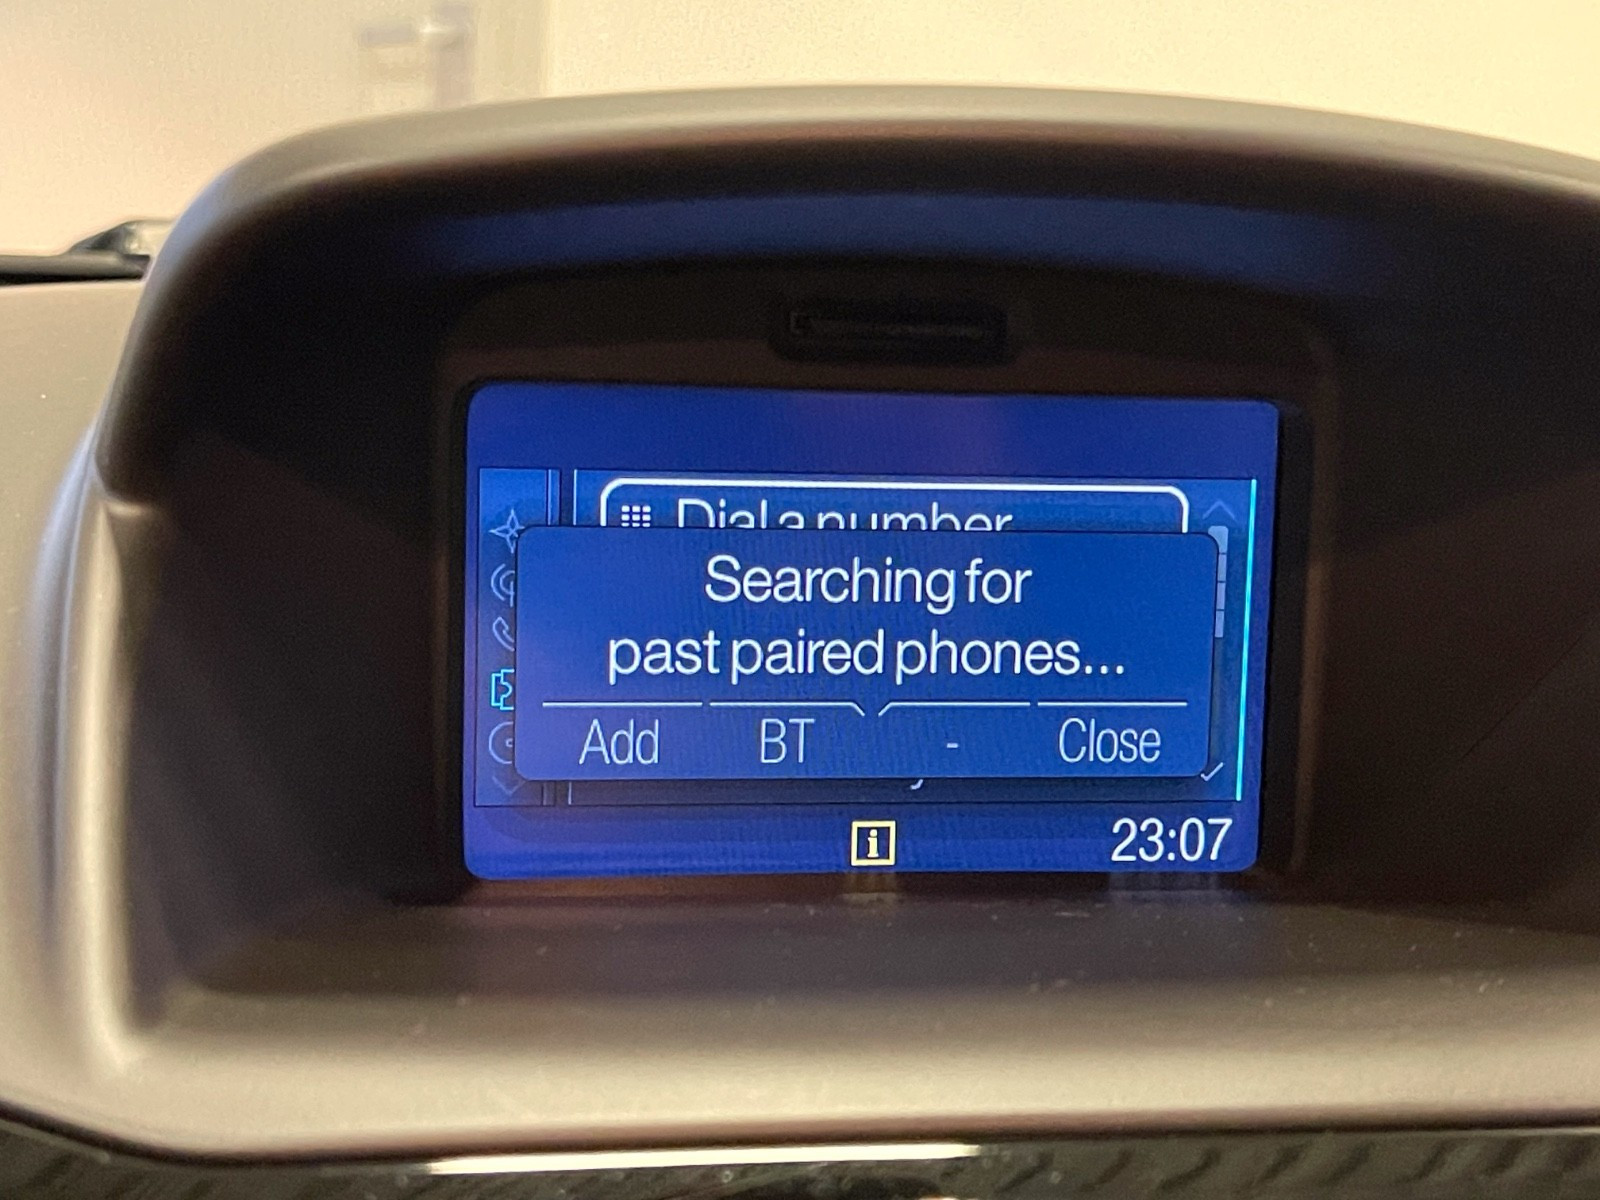 Dial a number
Searching for
past paired phones...
Add BT - Close
i 23:07